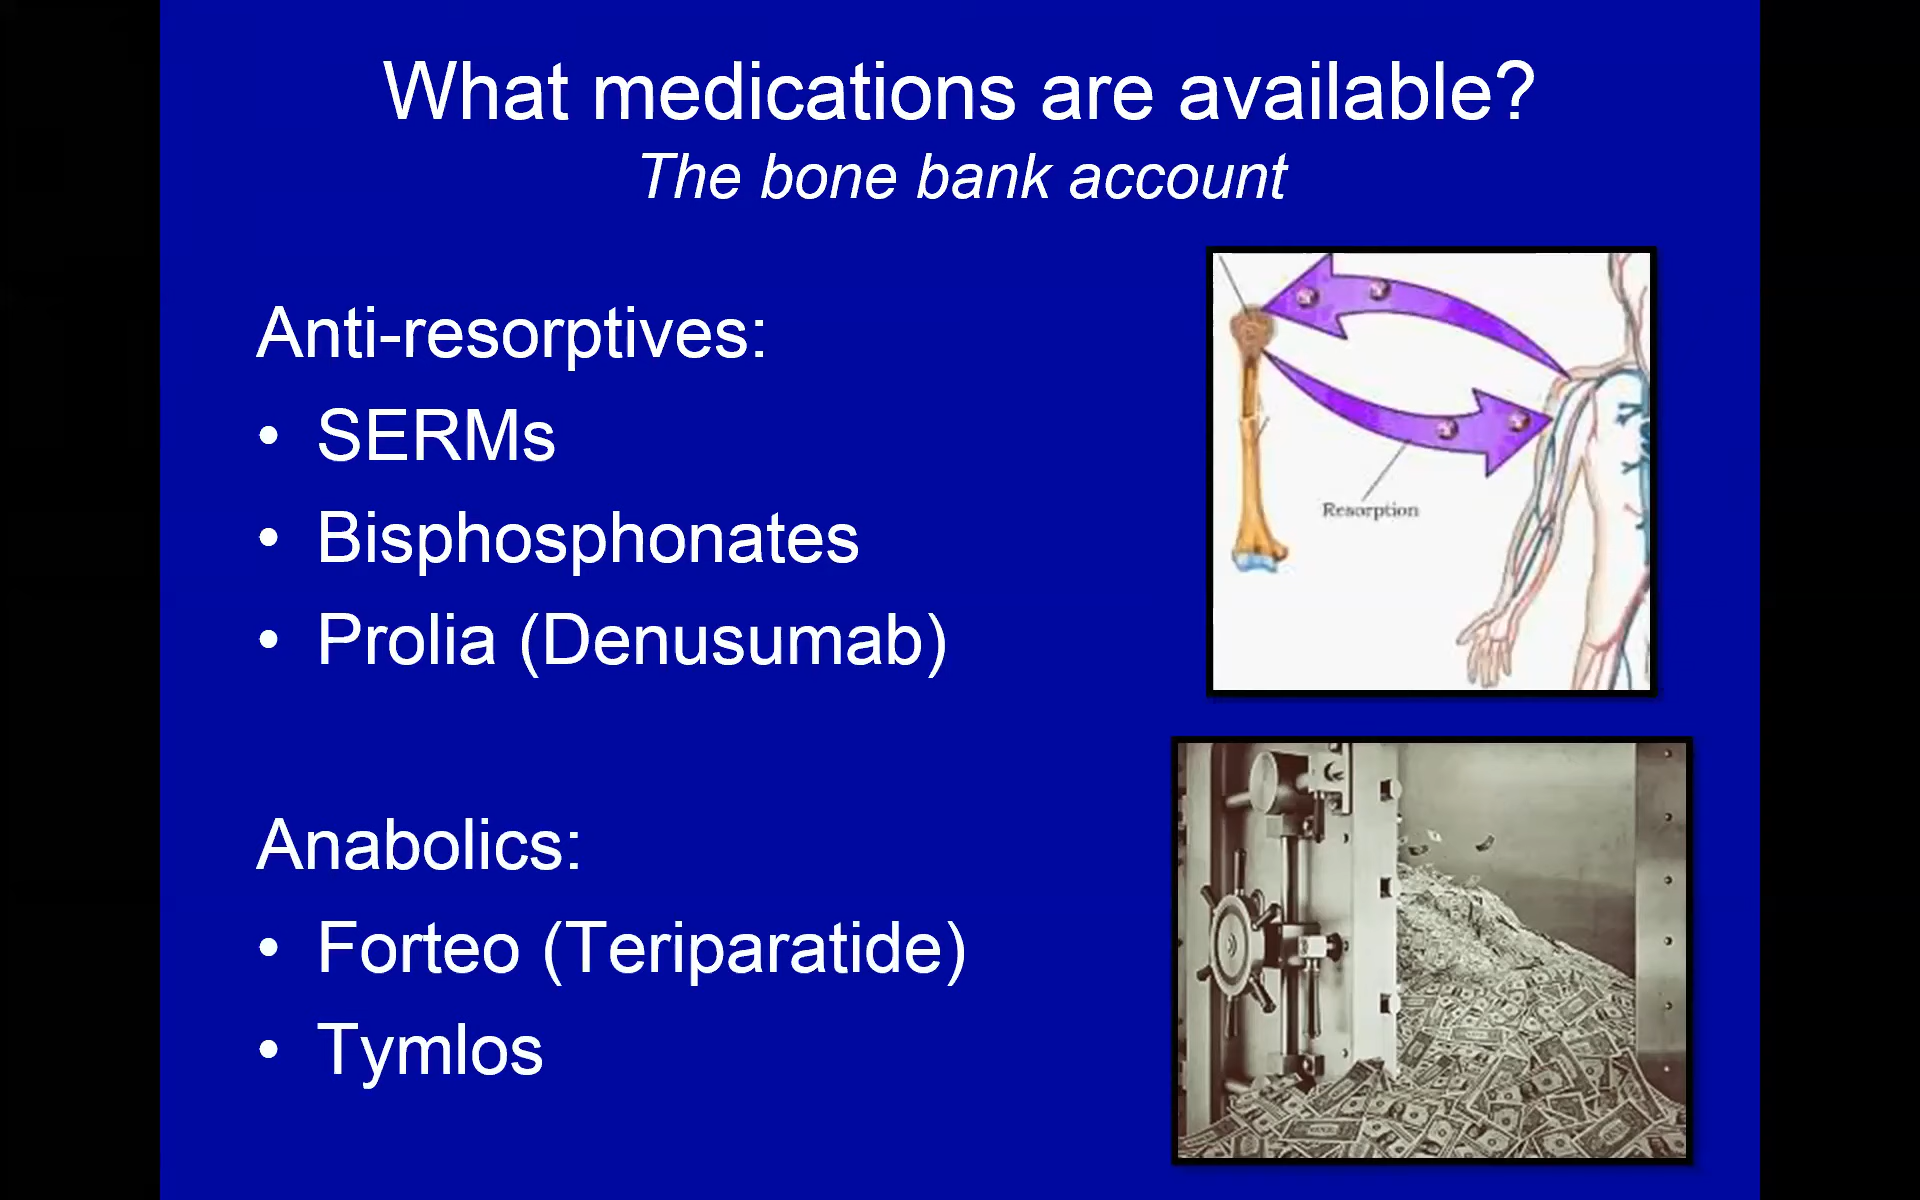 What medications are available?
The bone bank account
Anti-resorptives:
• SERMs
• Bisphosphonates
• Prolia (Denusumab)
Resorption
Anabolics:
• Forteo (Teriparatide)
• Tymlos